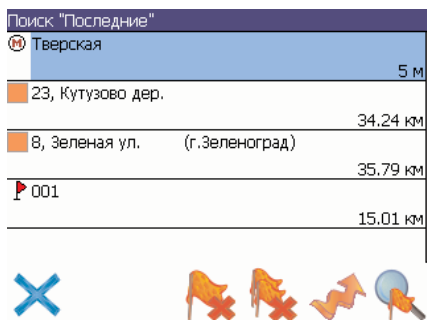 Поиск "Последние"
М Тверская
5 м
23, Кутузово дер.
34.24 км
8, Зеленая ул. (г.Зеленоград)
35.79 км
001
15.01 км